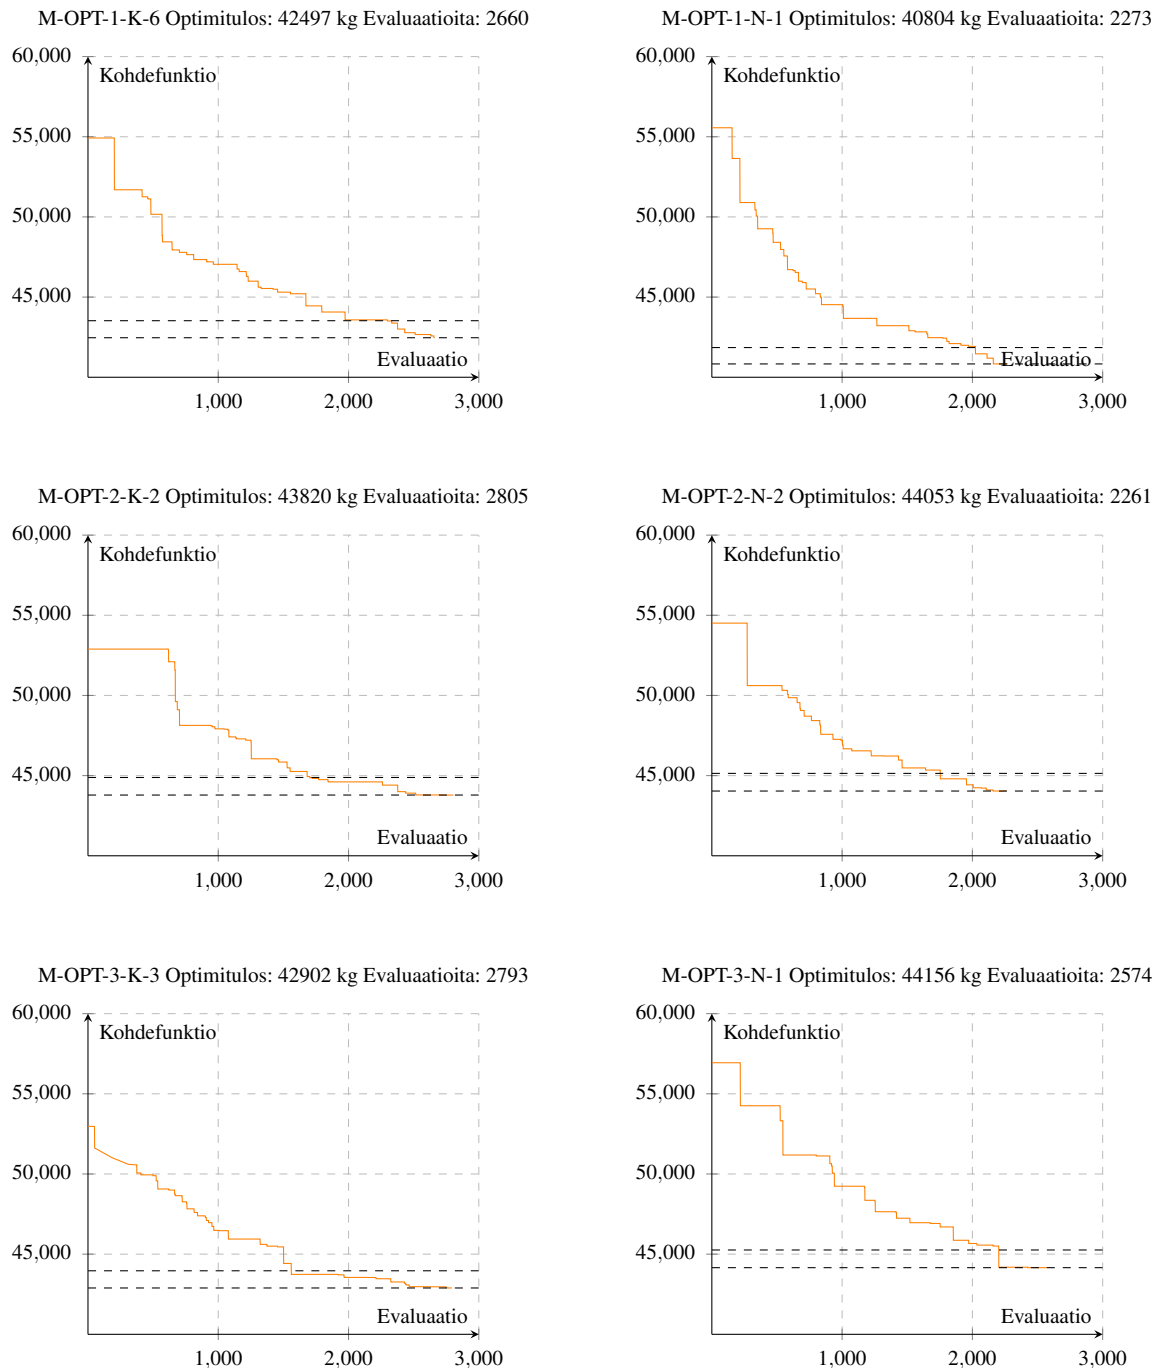 M-OPT-1-K-6 Optimitulos: 42497 kg Evaluaatioita: 2660
60,000
Kohdefunktio
55,000
50,000
45,000
Evaluaatio
1,000 2,000 3,000
M-OPT-1-N-1 Optimitulos: 40804 kg Evaluaatioita: 2273
60,000
Kohdefunktio
55,000
50,000
45,000
Evaluaatio
1,000 2,000 3,000
M-OPT-2-K-2 Optimitulos: 43820 kg Evaluaatioita: 2805
60,000
Kohdefunktio
55,000
50,000
45,000
Evaluaatio
1,000 2,000 3,000
M-OPT-2-N-2 Optimitulos: 44053 kg Evaluaatioita: 2261
60,000
Kohdefunktio
55,000
50,000
45,000
Evaluaatio
1,000 2,000 3,000
M-OPT-3-K-3 Optimitulos: 42902 kg Evaluaatioita: 2793
60,000
Kohdefunktio
55,000
50,000
45,000
Evaluaatio
1,000 2,000 3,000
M-OPT-3-N-1 Optimitulos: 44156 kg Evaluaatioita: 2574
60,000
Kohdefunktio
55,000
50,000
45,000
Evaluaatio
1,000 2,000 3,000